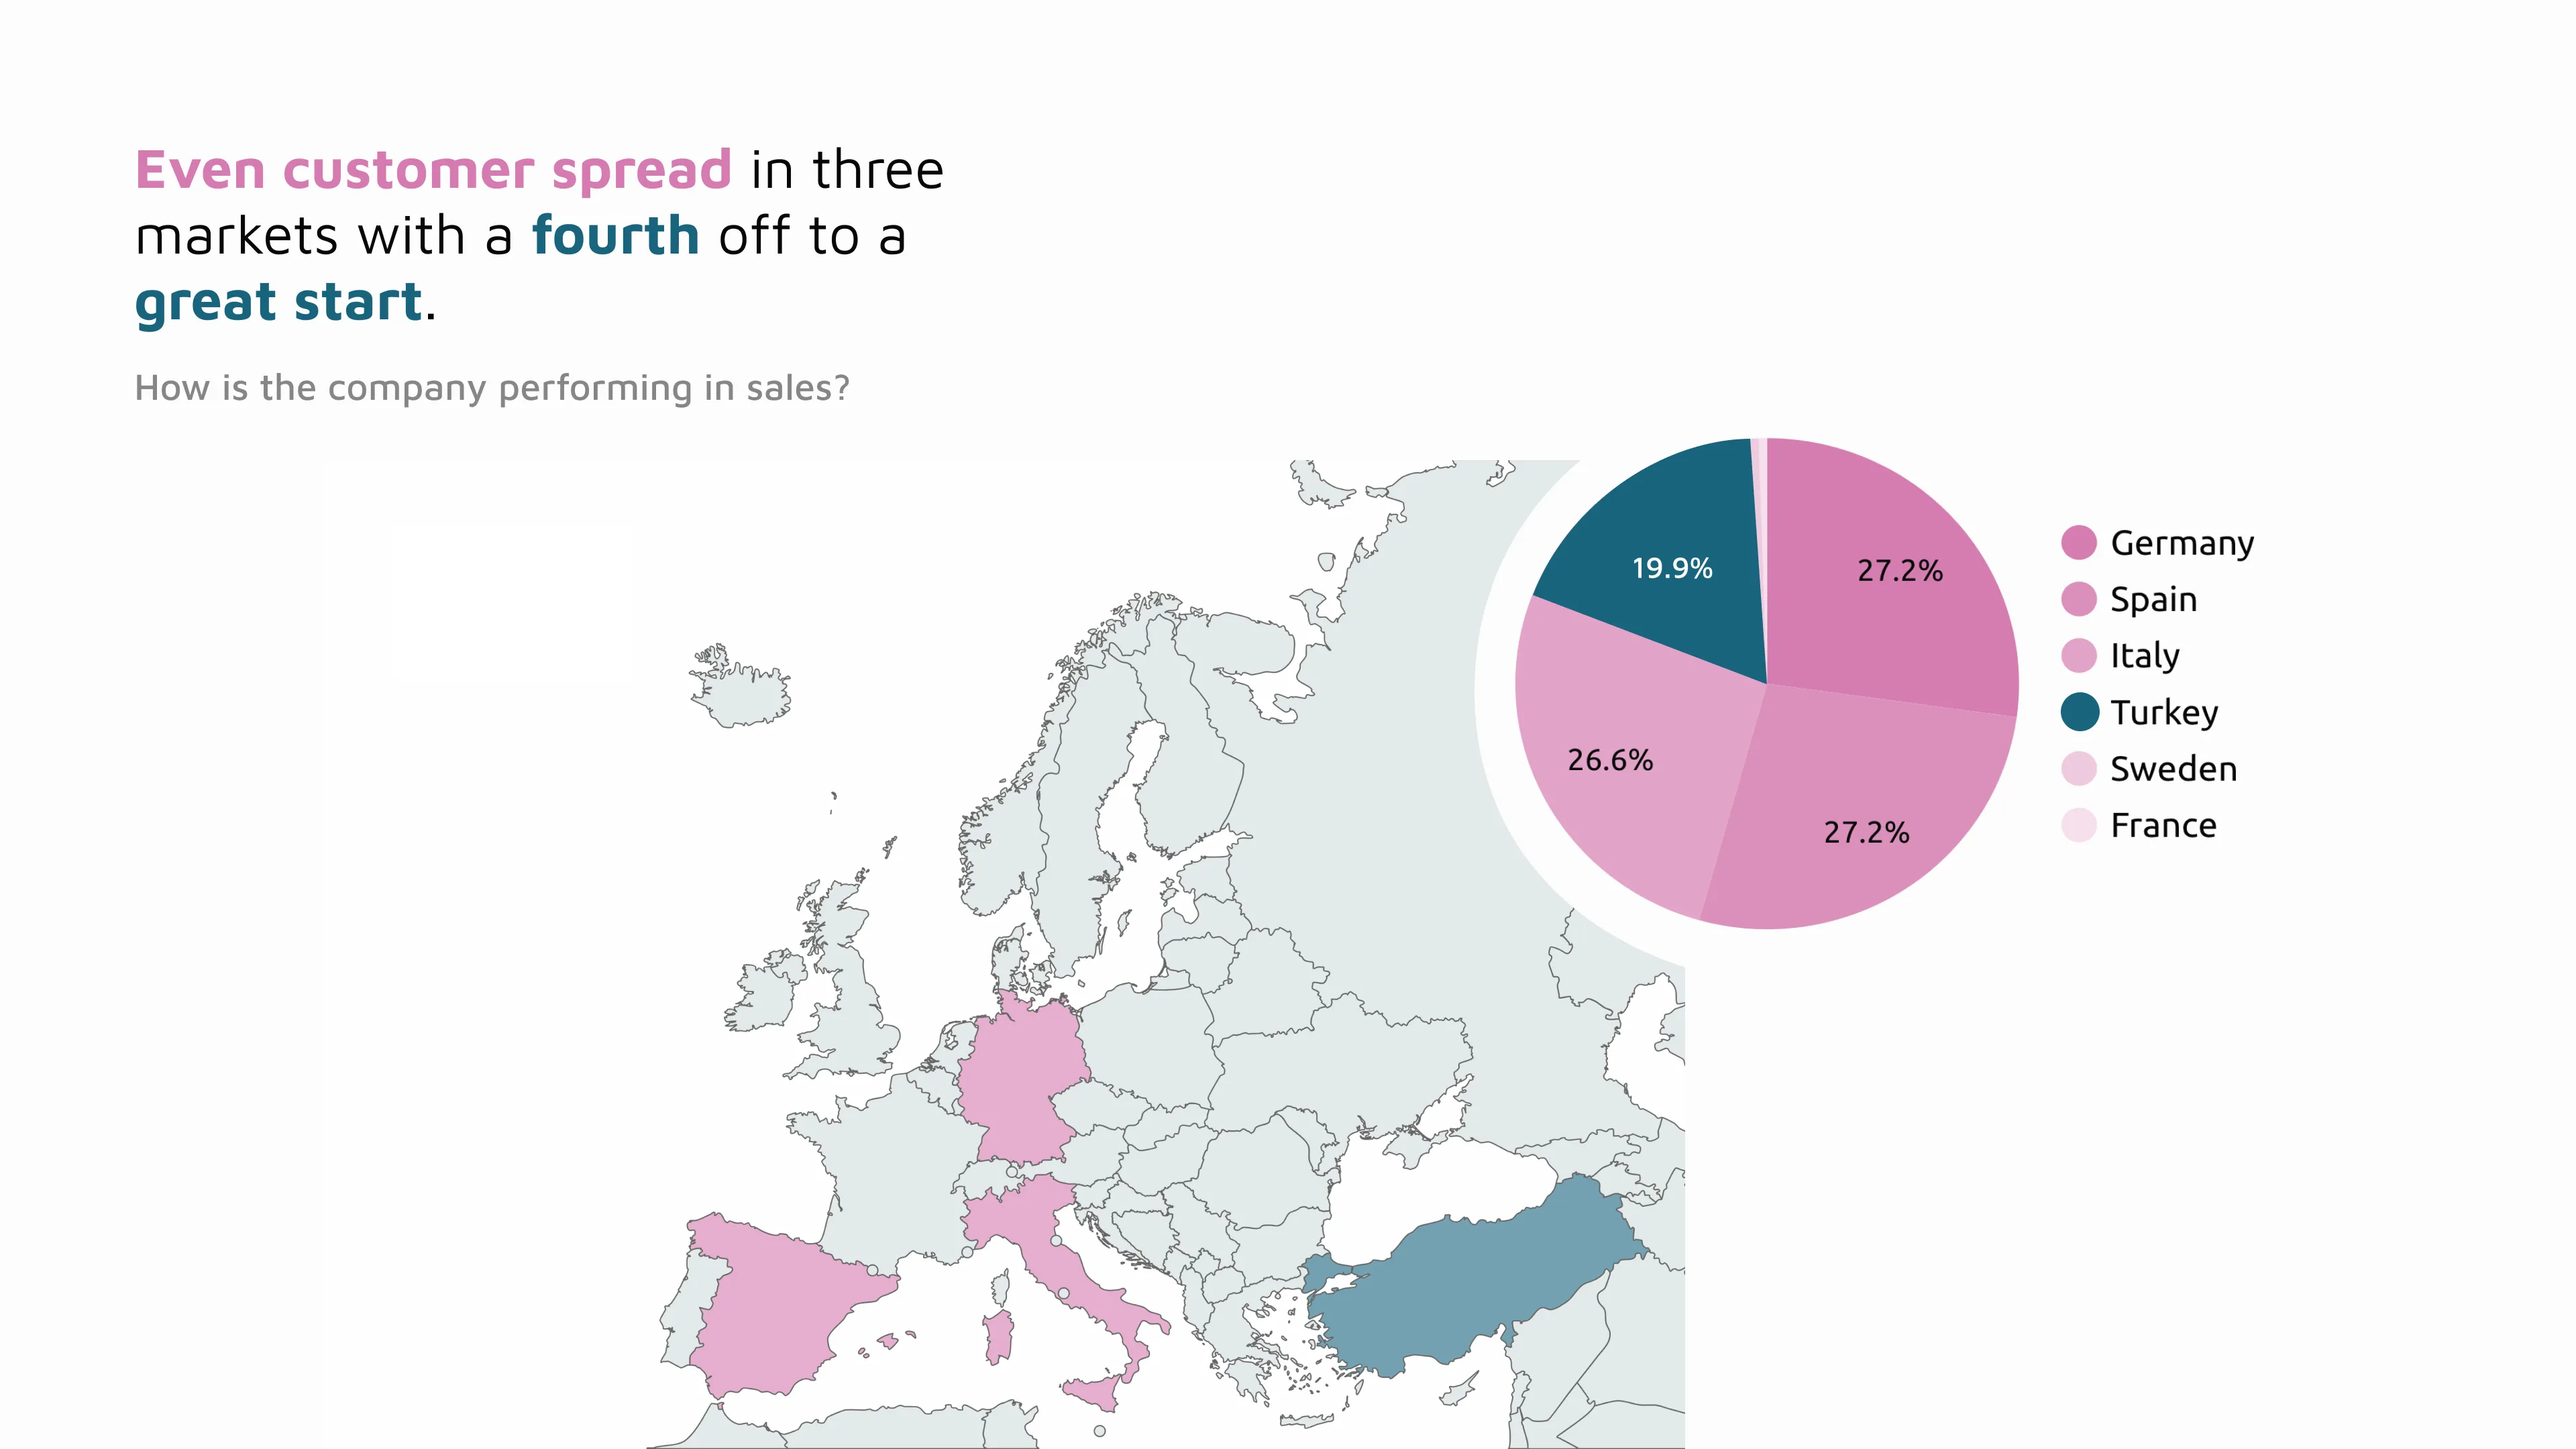 Even customer spread in three
markets with a fourth off to a
great start.
How is the company performing in sales?
19.9%
27.2%
26.6%
27.2%
Germany
Spain
Italy
Turkey
Sweden
France